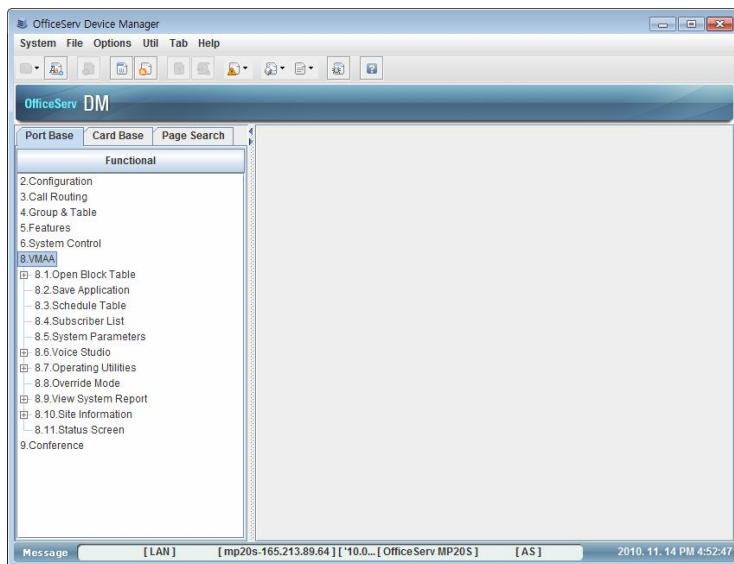 OfficeServ Device Manager
System File Options Util Tab Help
OfficeServ DM
Port Base Card Base Page Search
Functional
2.Configuration
3.Call Routing
4.Group & Table
5.Features
6.System Control
8.VMAA
8.1.Open Block Table
8.2.Save Application
8.3.Schedule Table
8.4.Subscriber List
8.5.System Parameters
8.6.Voice Studio
8.7.Operating Utilities
8.8.Override Mode
8.9.View System Report
8.10.Site Information
8.11.Status Screen
9.Conference
Message [ LAN ] [ mp20s-165.213.89.64 ] [ '10.0... [ OfficeServ MP20S ] [ AS ] 2010. 11. 14 PM 4:52:47